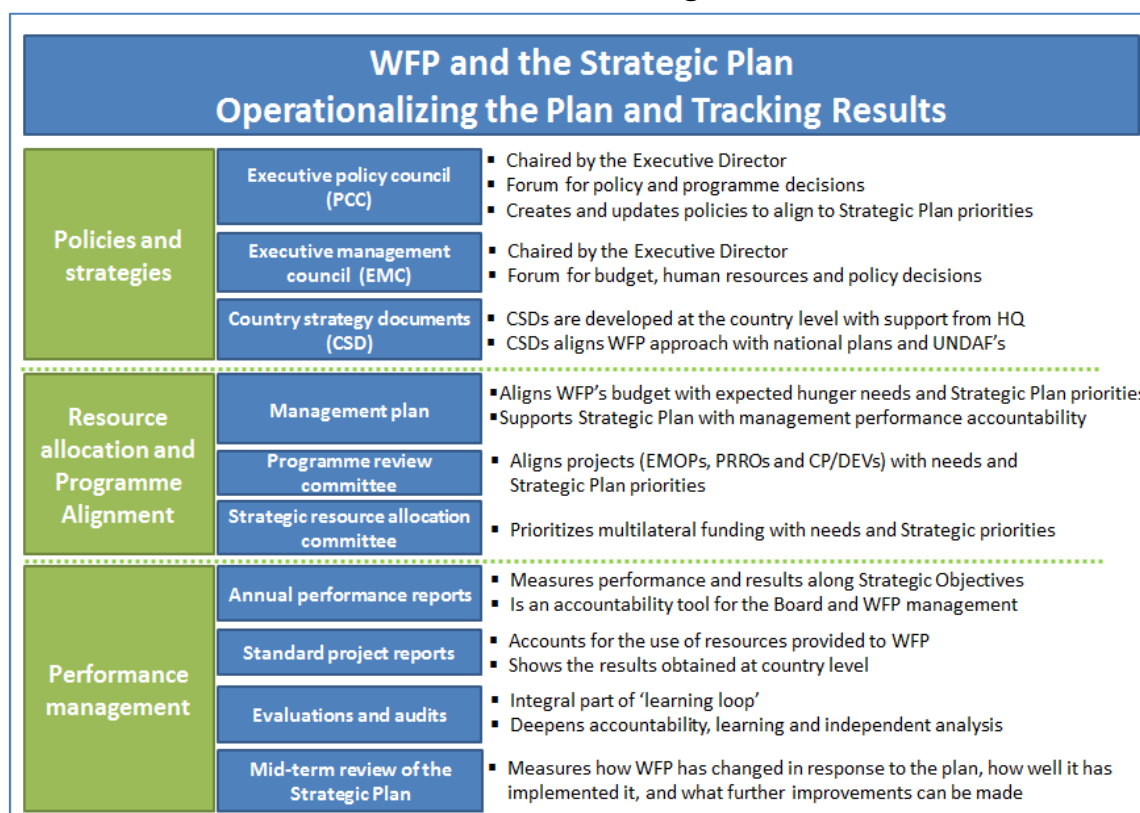 WFP and the Strategic Plan
Operationalizing the Plan and Tracking Results
Policies and
strategies
Executive policy council
(PCC)
▪ Chaired by the Executive Director
▪ Forum for policy and programme decisions
▪ Creates and updates policies to align to Strategic Plan priorities
Executive management
council (EMC)
▪ Chaired by the Executive Director
▪ Forum for budget, human resources and policy decisions
Country strategy documents
(CSD)
▪ CSDs are developed at the country level with support from HQ
▪ CSDs aligns WFP approach with national plans and UNDAF's
Resource
allocation and
Programme
Alignment
Management plan
▪Aligns WFP's budget with expected hunger needs and Strategic Plan priorities
▪Supports Strategic Plan with management performance accountability
Programme review
committee
▪ Aligns projects (EMOPs, PRROs and CP/DEVs) with needs and
Strategic Plan priorities
Strategic resource allocation
committee
▪ Prioritizes multilateral funding with needs and Strategic priorities
Performance
management
Annual performance reports
▪ Measures performance and results along Strategic Objectives
▪ Is an accountability tool for the Board and WFP management
Standard project reports
▪ Accounts for the use of resources provided to WFP
▪ Shows the results obtained at country level
Evaluations and audits
▪ Integral part of 'learning loop'
▪ Deepens accountability, learning and independent analysis
Mid-term review of the
Strategic Plan
▪ Measures how WFP has changed in response to the plan, how well it has
implemented it, and what further improvements can be made